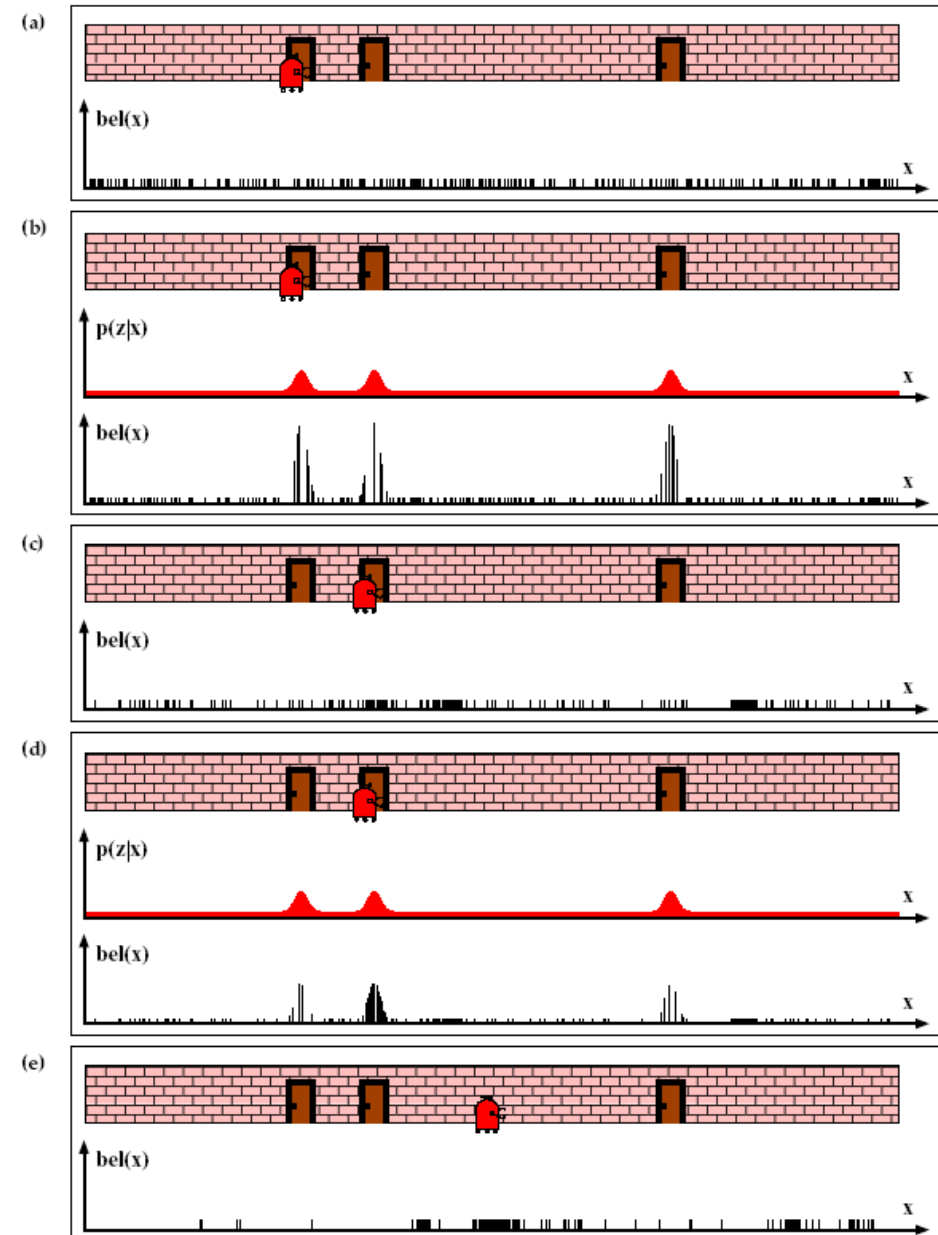 (a)
bel(x)
x
(b)
p(z|x)
x
bel(x)
x
(c)
bel(x)
x
(d)
p(z|x)
x
bel(x)
x
(e)
bel(x)
x